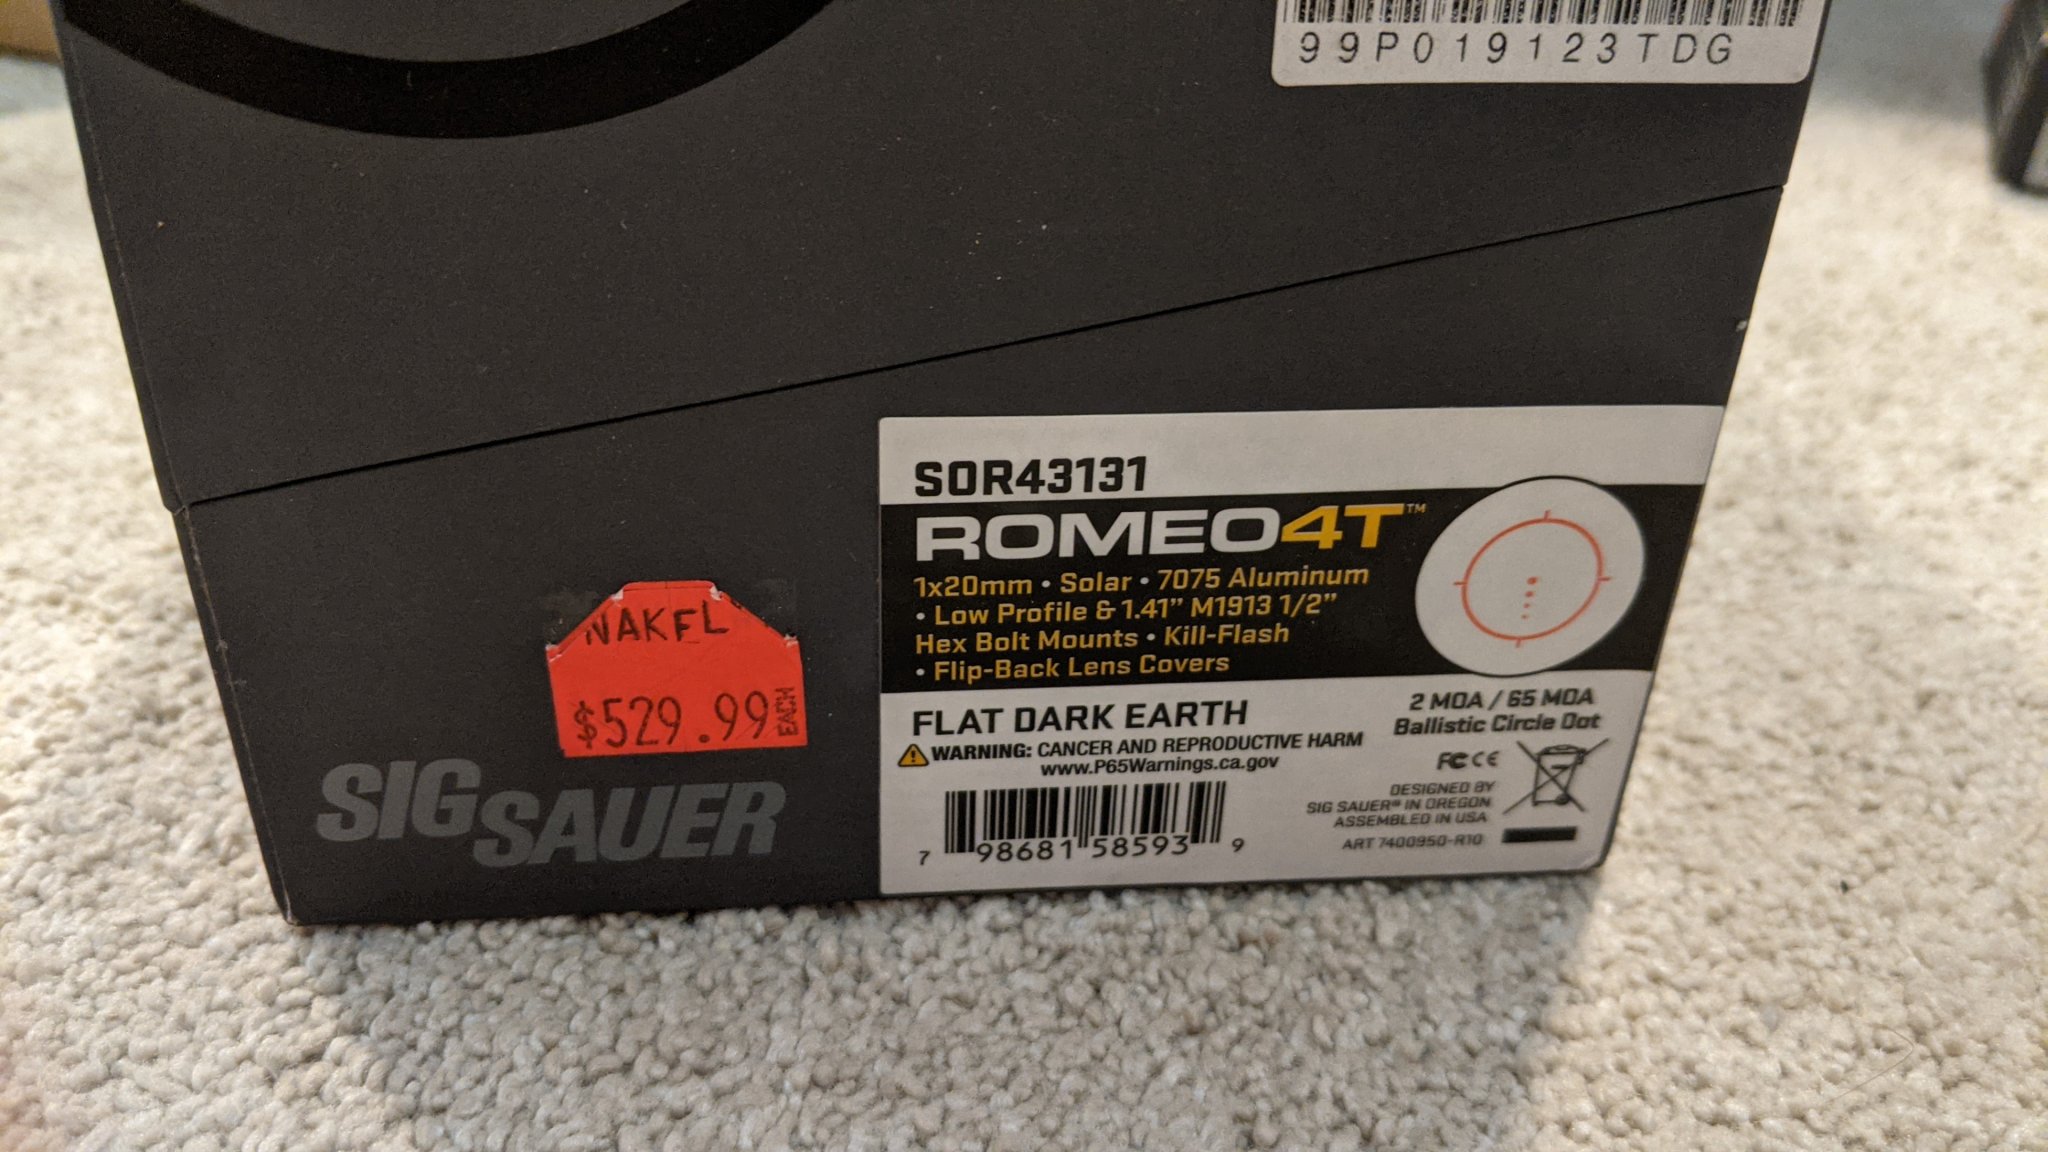 99P019123TDG
SOR43131
ROMEO4T™
1x20mm • Solar • 7075 Aluminum
• Low Profile & 1.41" M1913 1/2"
Hex Bolt Mounts • Kill-Flash
• Flip-Back Lens Covers
2 MOA / 65 MOA
Ballistic Circle Dot
FLAT DARK EARTH
WARNING: CANCER AND REPRODUCTIVE HARM
www.P65Warnings.ca.gov
FC CE
DESIGNED BY
SIG SAUER® IN OREGON
ASSEMBLED IN USA
ART 7400950-R10
7 98681 58593 9
NAKFL
$529.99 EACH
SIG SAUER